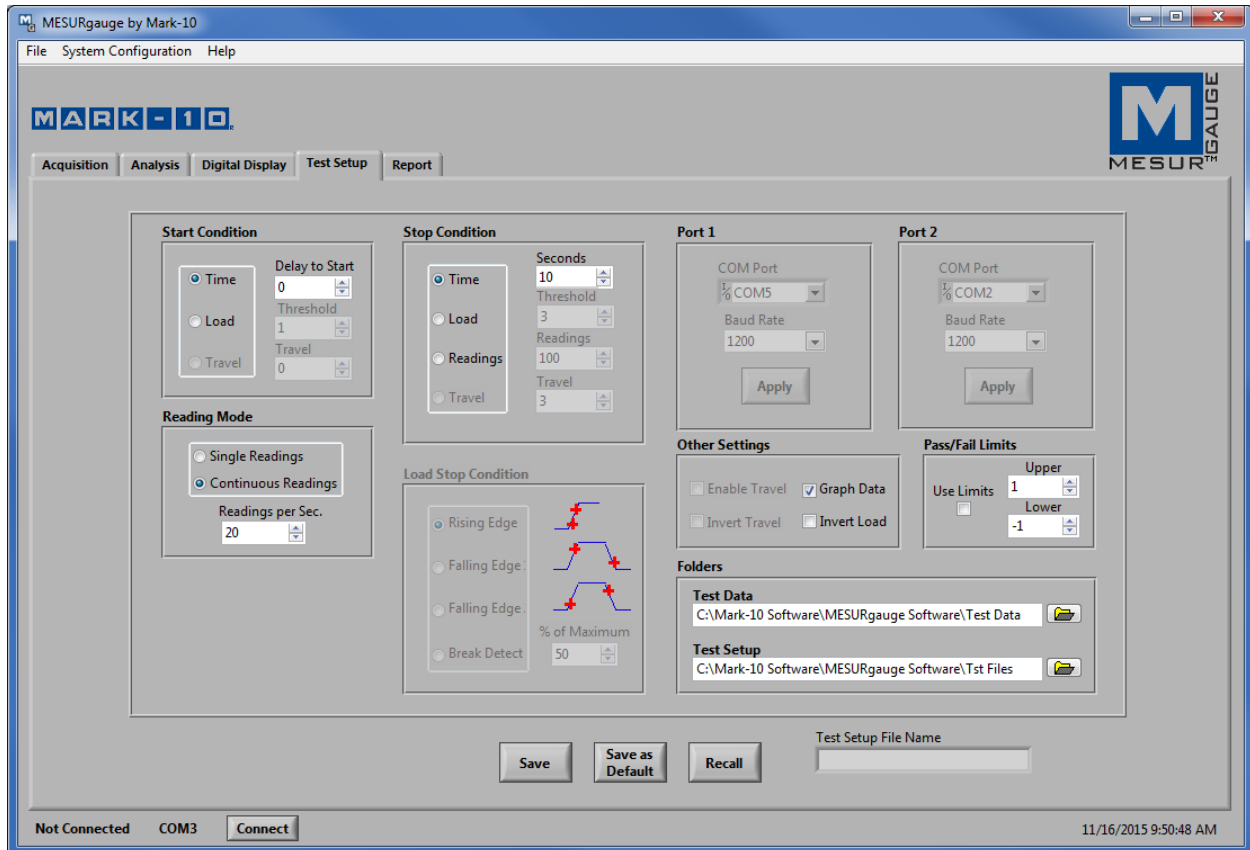 MESURgauge by Mark-10
File System Configuration Help
MARK-10
M
MESUR™ GAUGE
Acquisition Analysis Digital Display Test Setup Report
Start Condition
Time
Load
Travel
Delay to Start
0
Threshold
1
Travel
0
Reading Mode
Single Readings
Continuous Readings
Readings per Sec.
20
Stop Condition
Time
Load
Readings
Travel
Seconds
10
Threshold
3
Readings
100
Travel
3
Load Stop Condition
Rising Edge
Falling Edge
Falling Edge
Break Detect
% of Maximum
50
Port 1
COM Port
COM5
Baud Rate
1200
Apply
Port 2
COM Port
COM2
Baud Rate
1200
Apply
Other Settings
Enable Travel Graph Data
Invert Travel Invert Load
Pass/Fail Limits
Use Limits
Upper
1
Lower
-1
Folders
Test Data
C:\Mark-10 Software\MESURgauge Software\Test Data
Test Setup
C:\Mark-10 Software\MESURgauge Software\Tst Files
Save
Save as
Default
Recall
Test Setup File Name
Not Connected COM3 Connect 11/16/2015 9:50:48 AM